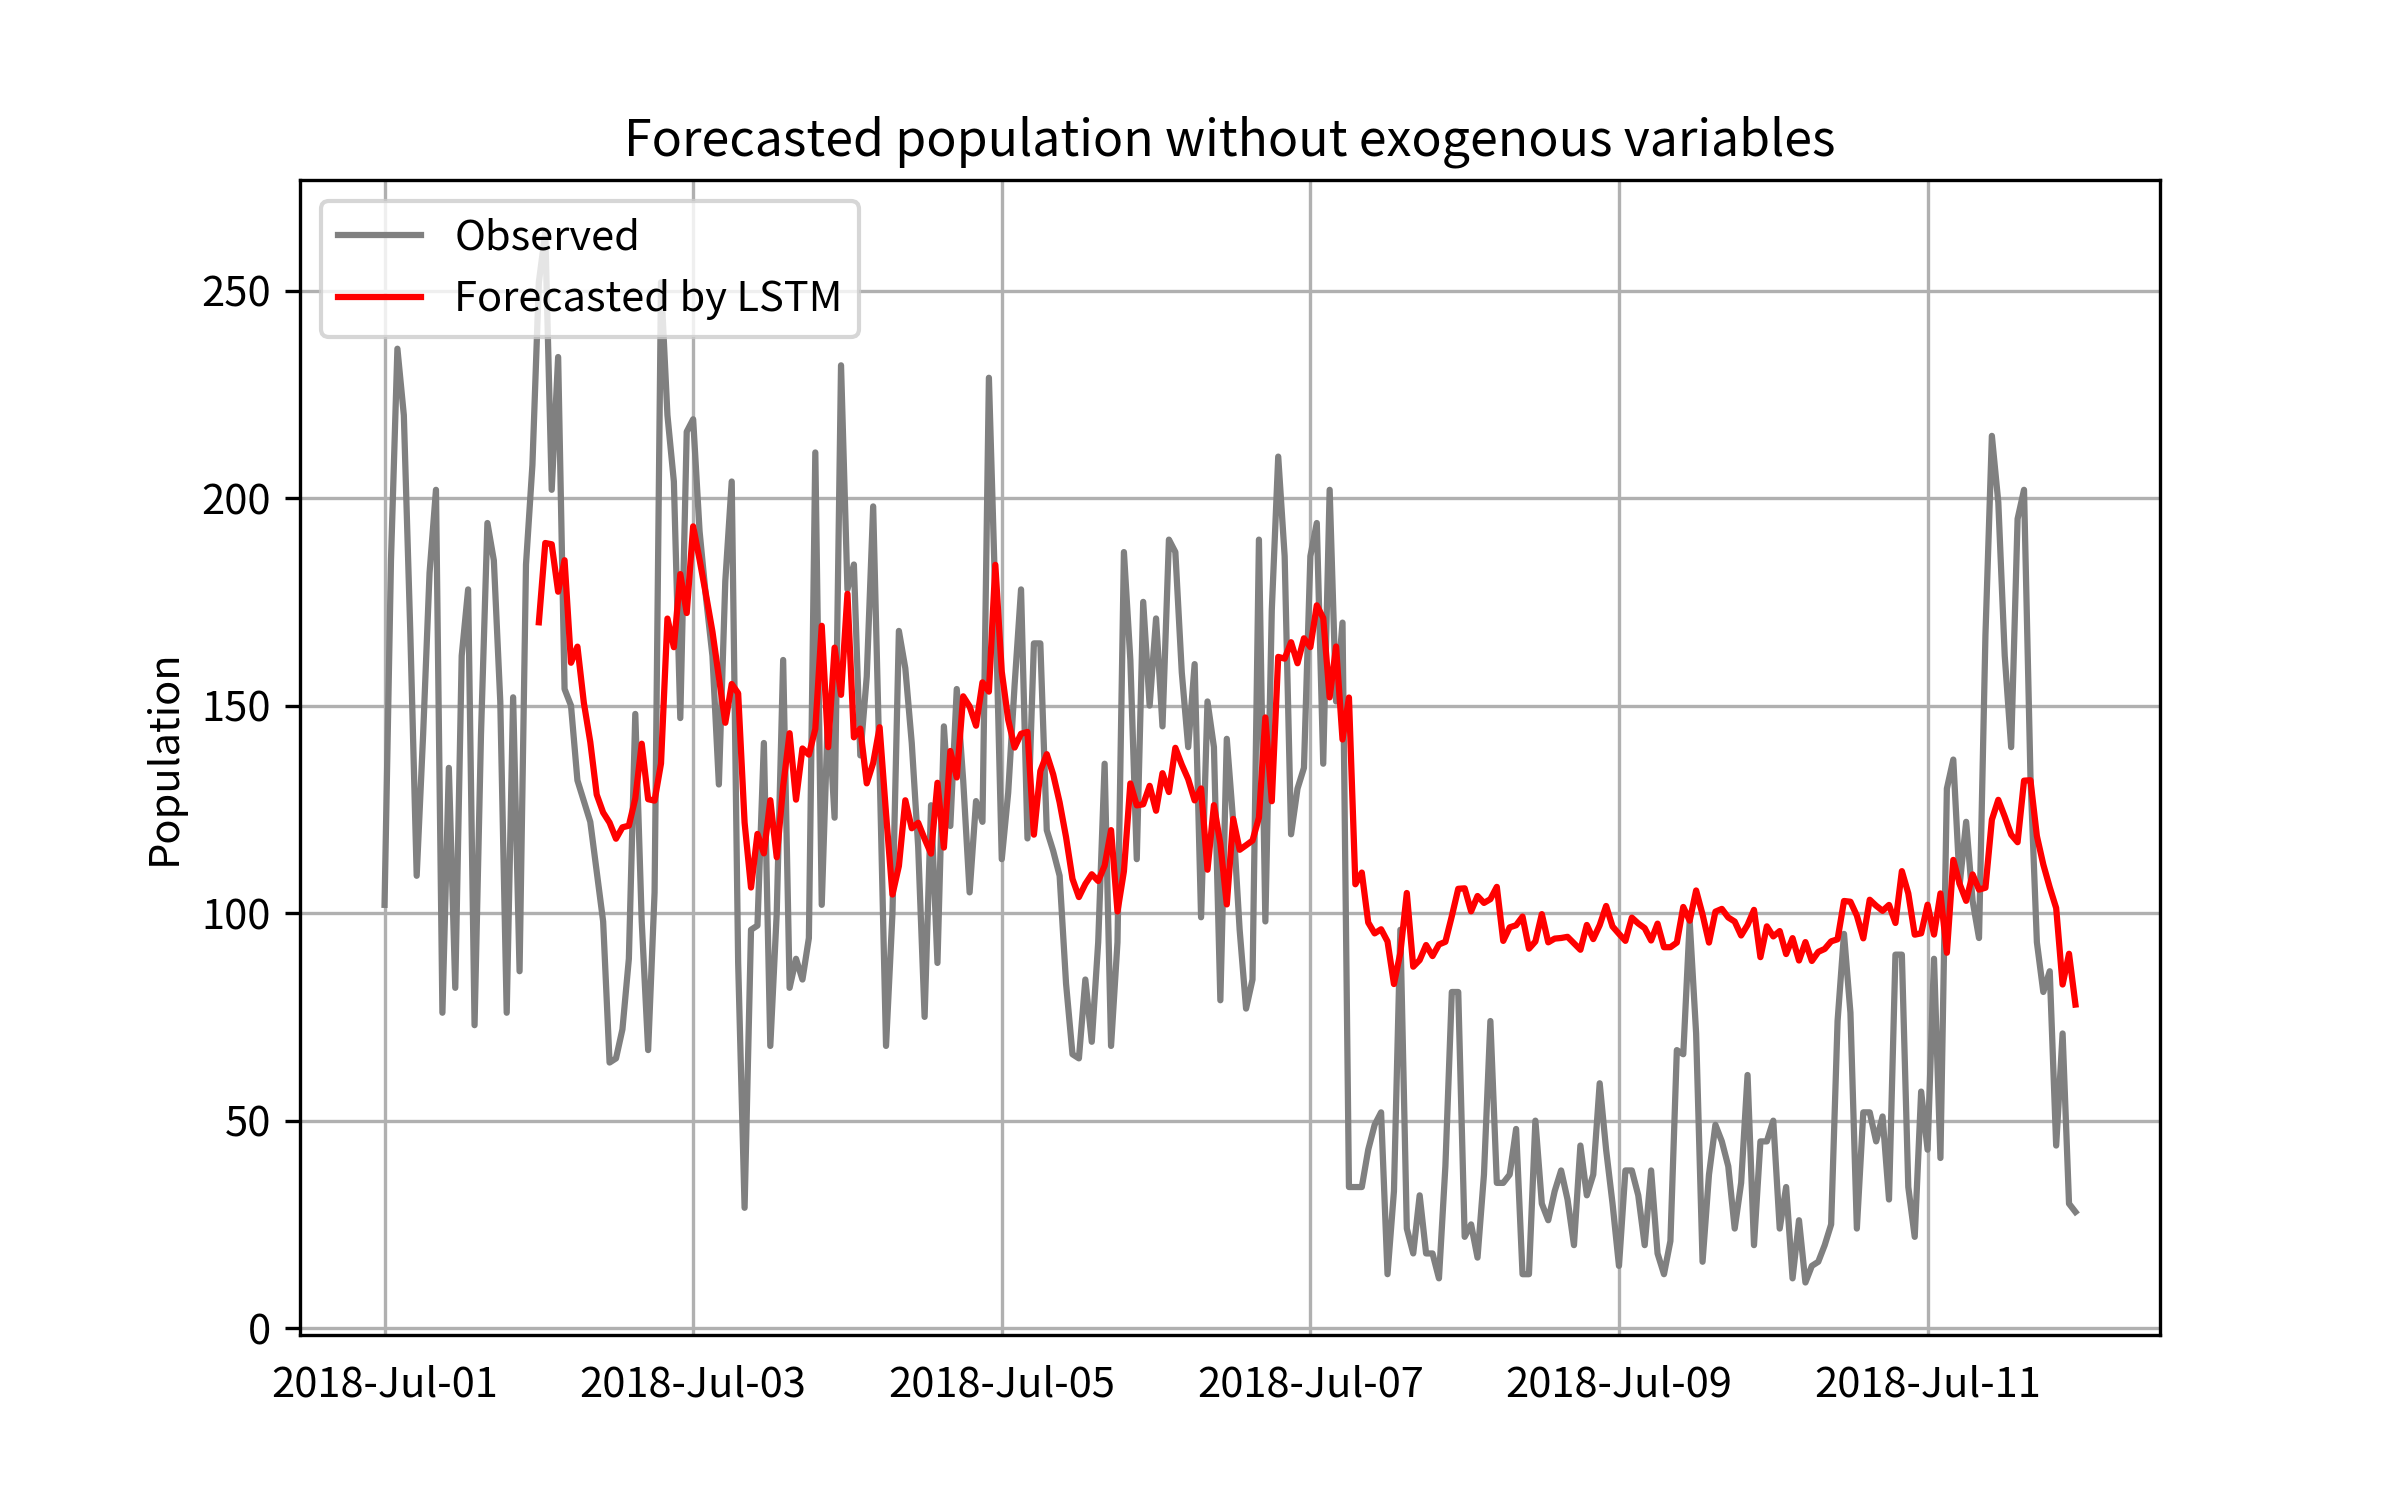 Forecasted population without exogenous variables
Observed
Forecasted by LSTM
Population
250
200
150
100
50
0
2018-Jul-01 2018-Jul-03 2018-Jul-05 2018-Jul-07 2018-Jul-09 2018-Jul-11